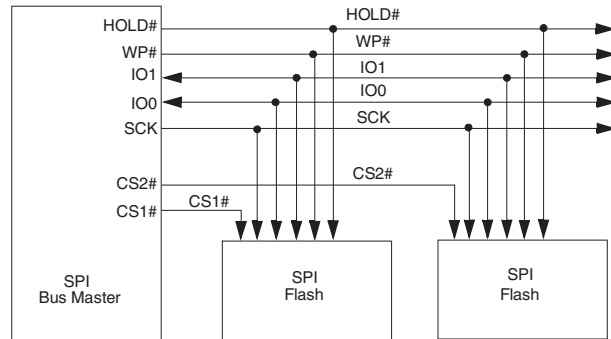 HOLD#
HOLD#
WP#
WP#
IO1
IO1
IO0
IO0
SCK
SCK
CS2#
CS2#
CS1#
CS1#
SPI
Bus Master
SPI
Flash
SPI
Flash